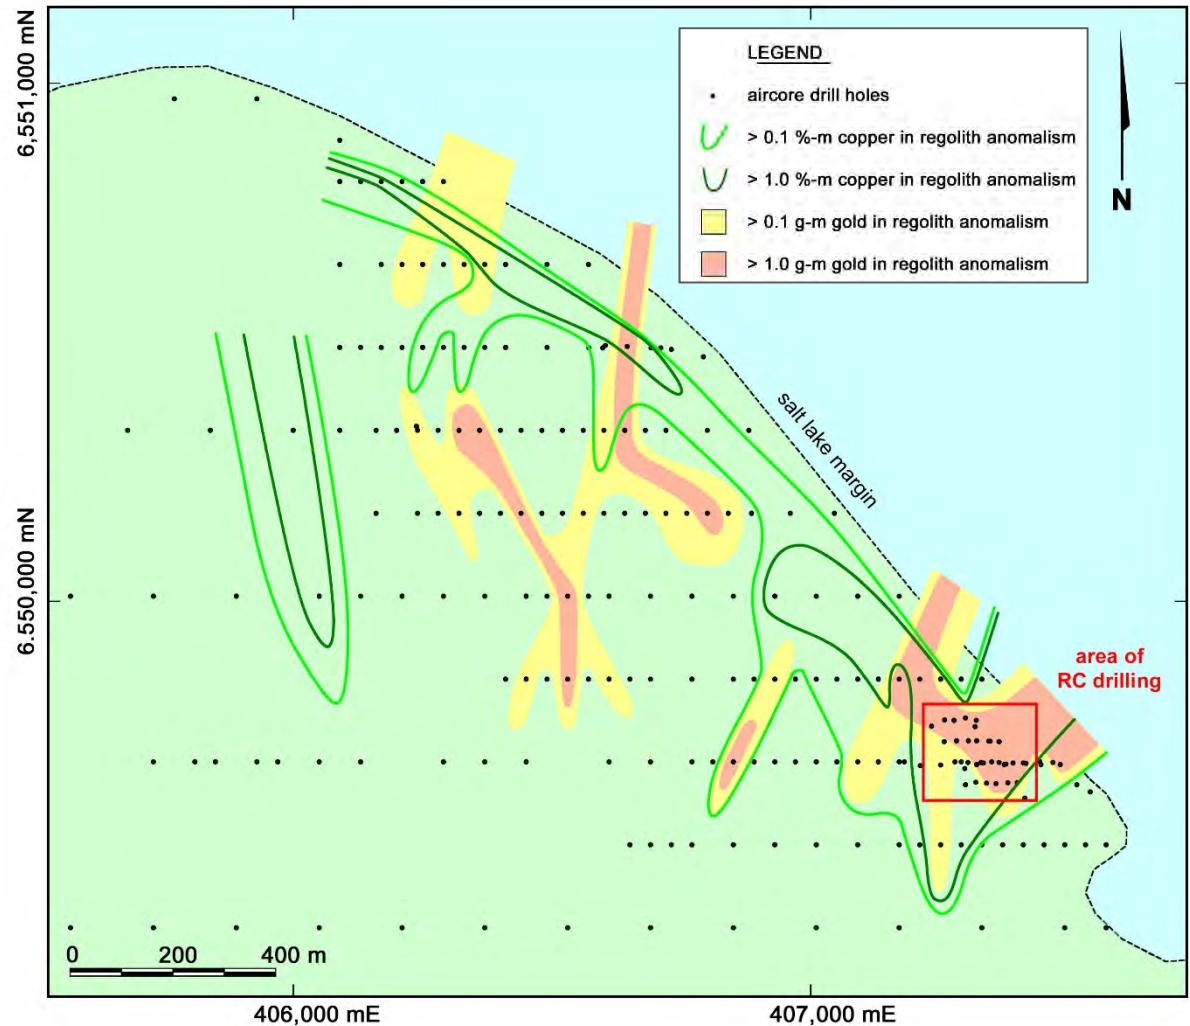 6,551,000 mN
LEGEND
aircore drill holes
> 0.1 %-m copper in regolith anomalism
> 1.0 %-m copper in regolith anomalism
> 0.1 g-m gold in regolith anomalism
> 1.0 g-m gold in regolith anomalism
N
salt lake margin
6.550,000 mN
area of
RC drilling
0 200 400 m
406,000 mE 407,000 mE